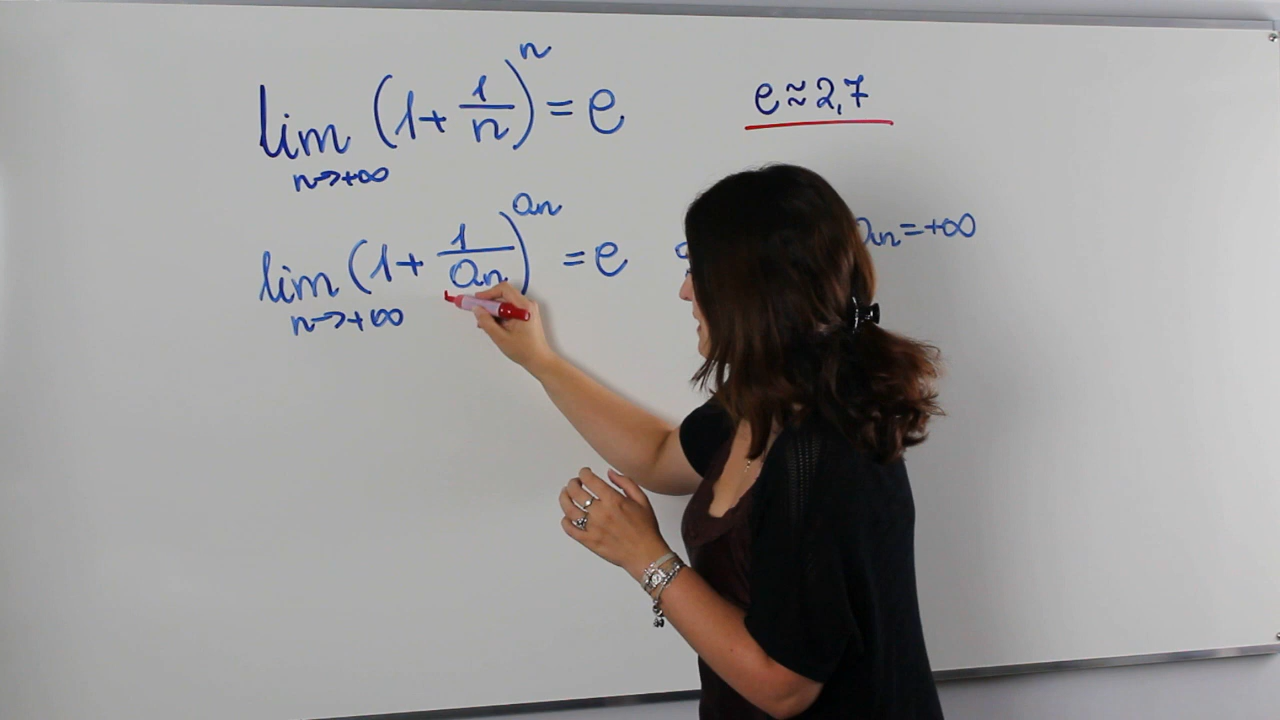 lim (1 + 1/n)^n = e
n→+∞
e ≈ 2,7
lim (1 + 1/an)^an = e
n→+∞
an = +∞